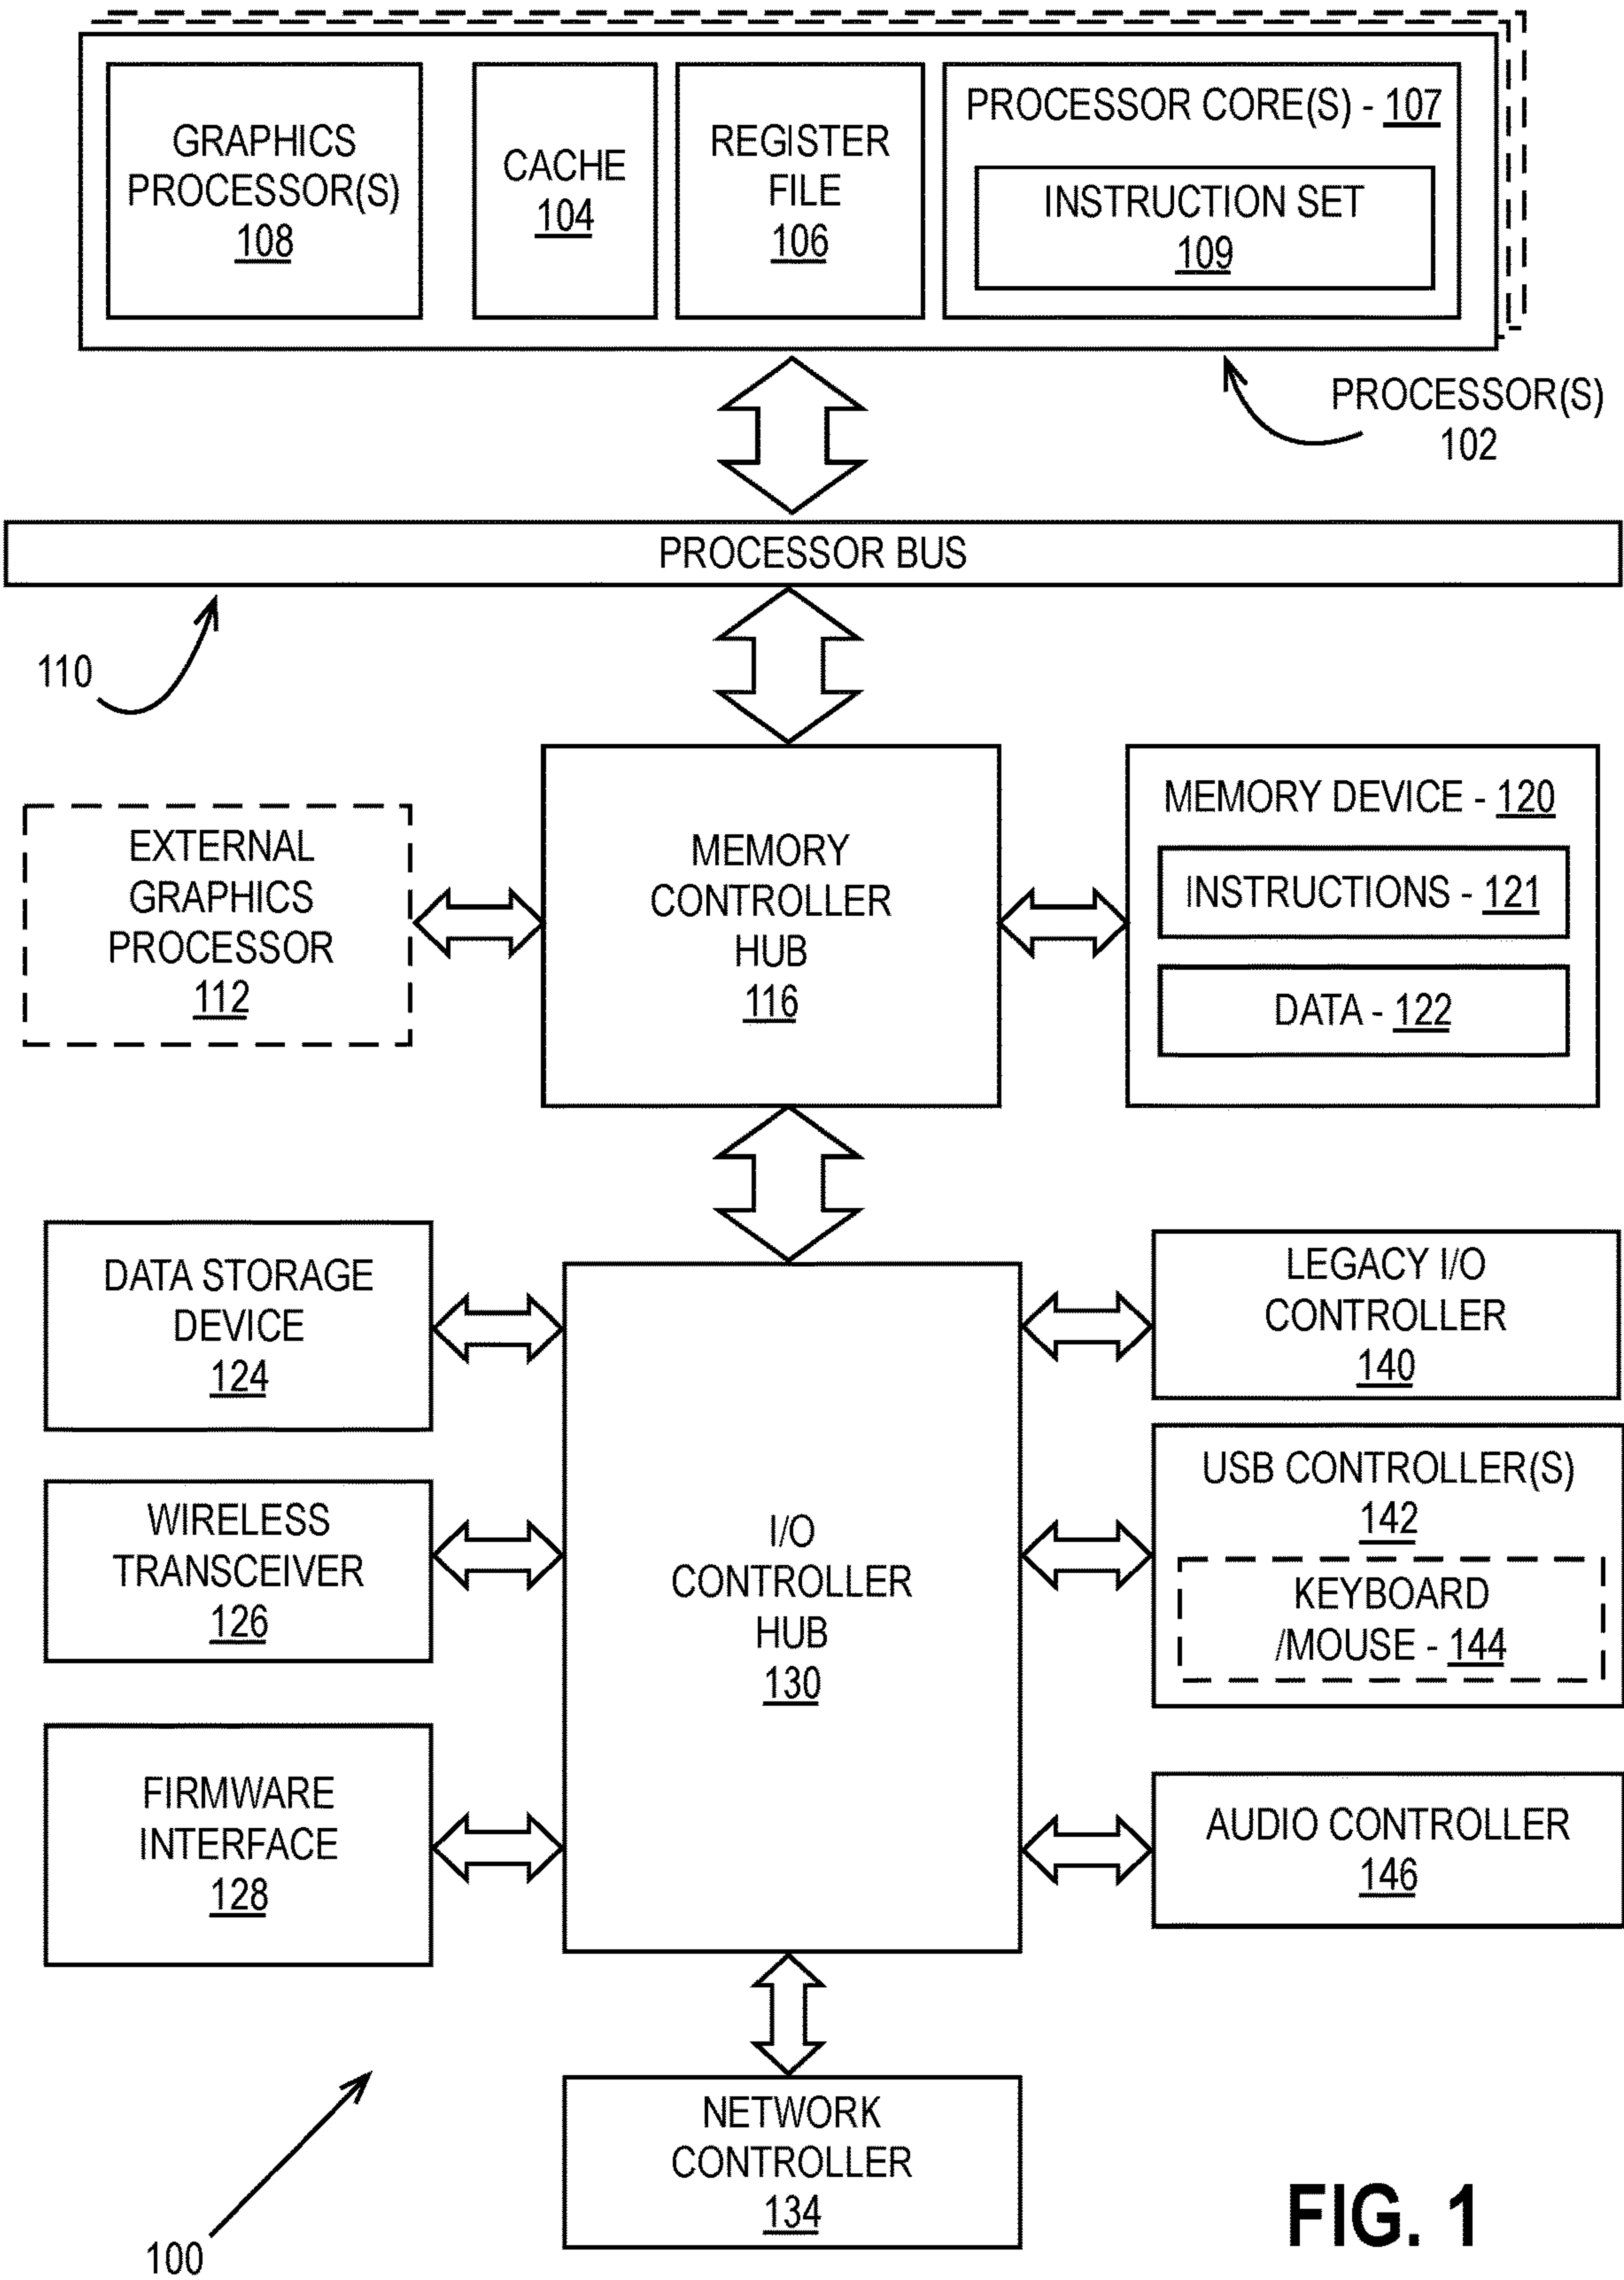 GRAPHICS
PROCESSOR(S)
108
CACHE
104
REGISTER
FILE
106
PROCESSOR CORE(S) - 107
INSTRUCTION SET
109
PROCESSOR(S)
102
PROCESSOR BUS
110
EXTERNAL
GRAPHICS
PROCESSOR
112
MEMORY
CONTROLLER
HUB
116
MEMORY DEVICE - 120
INSTRUCTIONS - 121
DATA - 122
DATA STORAGE
DEVICE
124
WIRELESS
TRANSCEIVER
126
FIRMWARE
INTERFACE
128
I/O
CONTROLLER
HUB
130
LEGACY I/O
CONTROLLER
140
USB CONTROLLER(S)
142
KEYBOARD
/MOUSE - 144
AUDIO CONTROLLER
146
NETWORK
CONTROLLER
134
100
FIG. 1